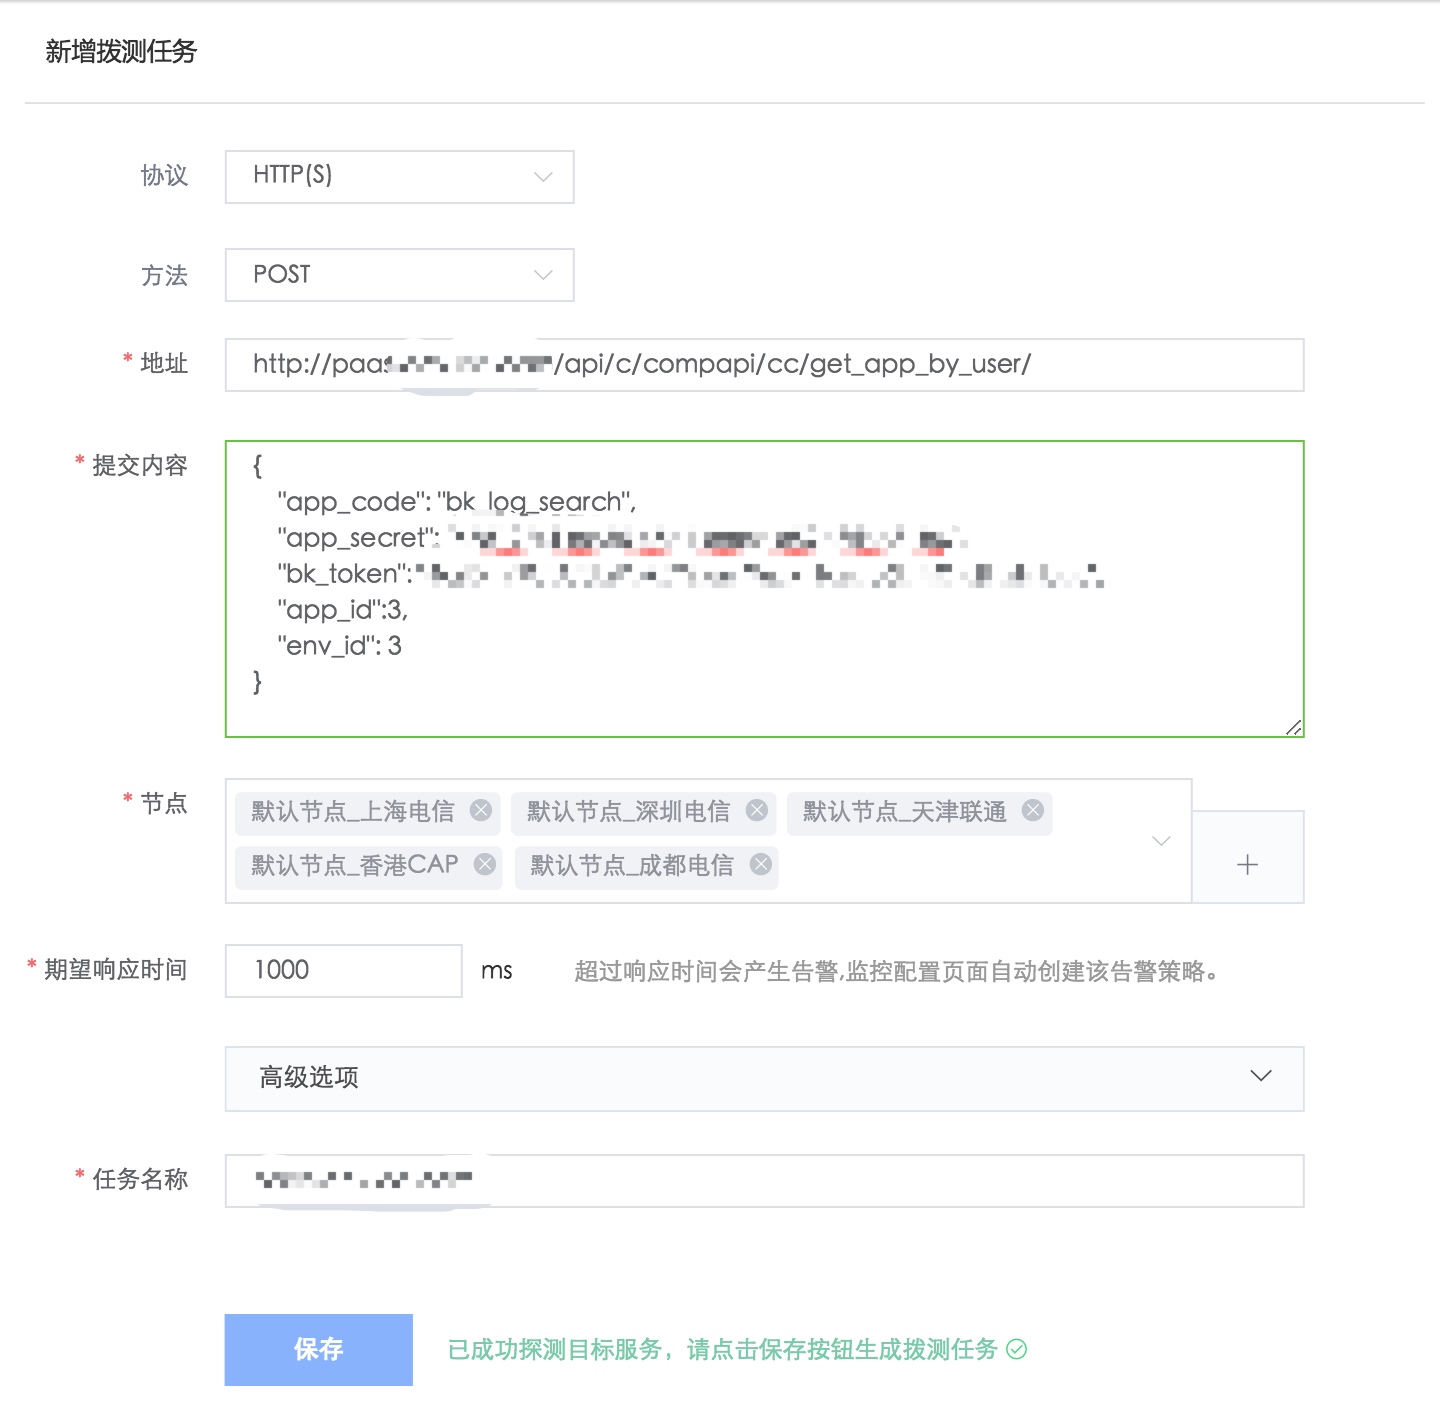 新增拨测任务
协议 HTTP(S)
方法 POST
* 地址 http://paas /api/c/compapi/cc/get_app_by_user/
* 提交内容 {
"app_code": "bk_log_search",
"app_secret":
"bk_token":"
"app_id":3,
"env_id": 3
}
* 节点 默认节点_上海电信 默认节点_深圳电信 默认节点_天津联通
默认节点_香港CAP 默认节点_成都电信
* 期望响应时间 1000 ms 超过响应时间会产生告警,监控配置页面自动创建该告警策略。
高级选项
* 任务名称
保存 已成功探测目标服务，请点击保存按钮生成拨测任务